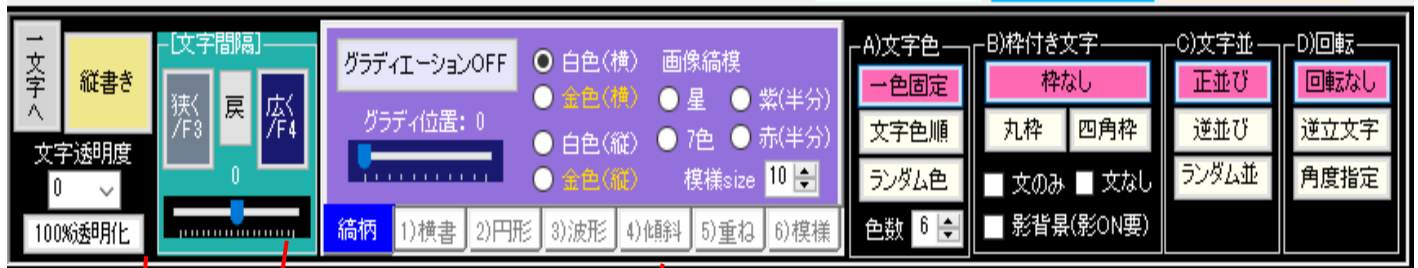 一文字へ
縦書き
文字透明度
0
100%透明化
[文字間隔]
狭く/F3
戻
広く/F4
0
グラディエーションOFF
グラディ位置: 0
白色(横)
金色(横)
白色(縦)
金色(縦)
画像縞模
星
紫(半分)
7色
赤(半分)
模様size 10
縞柄 1)横書 2)円形 3)波形 4)傾斜 5)重ね 6)模様
A)文字色
一色固定
文字色順
ランダム色
色数 6
B)枠付き文字
枠なし
丸枠 四角枠
文のみ 文なし
影背景(影ON要)
C)文字並
正並び
逆並び
ランダム並
D)回転
回転なし
逆立文字
角度指定